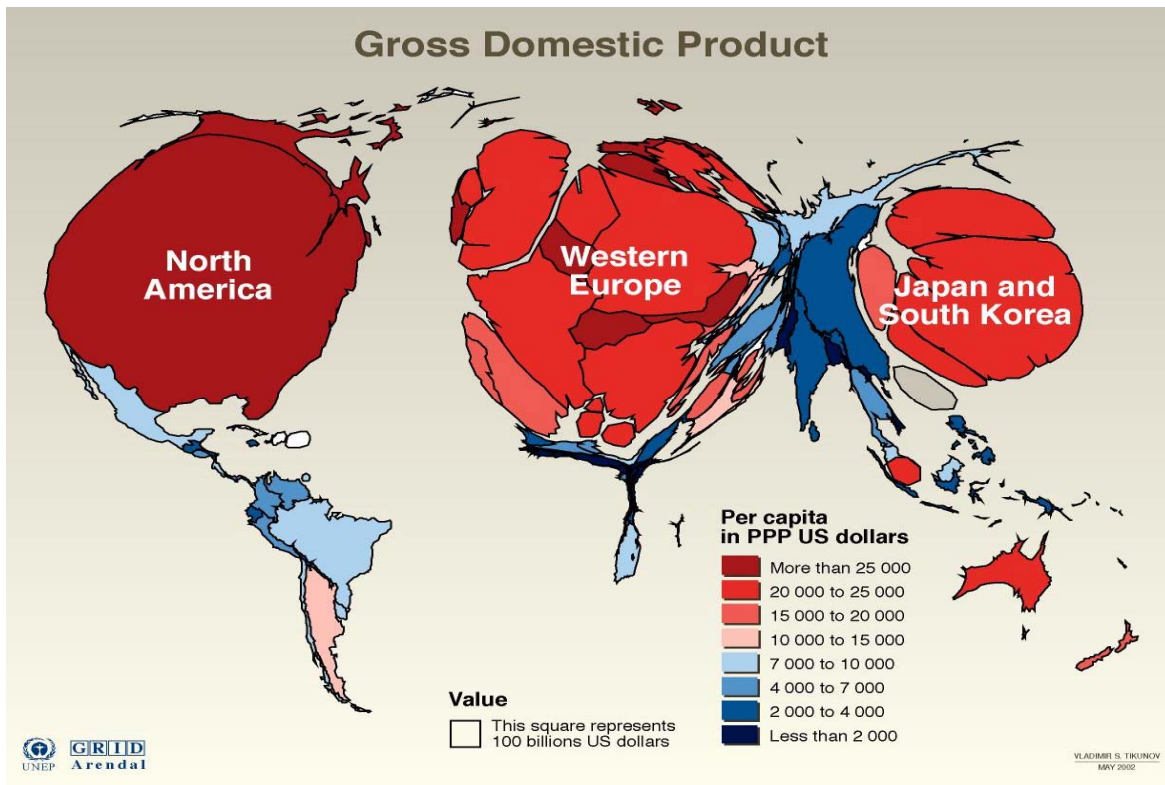 Gross Domestic Product
North
America
Western
Europe
Japan and
South Korea
Per capita
in PPP US dollars
More than 25 000
20 000 to 25 000
15 000 to 20 000
10 000 to 15 000
7 000 to 10 000
4 000 to 7 000
2 000 to 4 000
Less than 2 000
Value
This square represents
100 billions US dollars
UNEP
GRID
Arendal
VLADIMIR S. TIKUNOV
MAY 2002